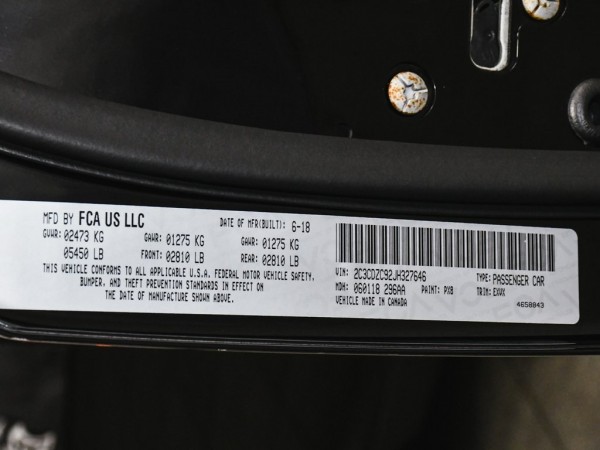 MFD BY FCA US LLC
DATE OF MFR(BUILT): 6-18
GVWR: 02473 KG GAWR: 01275 KG GAWR: 01275 KG
05450 LB FRONT: 02810 LB REAR: 02810 LB
THIS VEHICLE CONFORMS TO ALL APPLICABLE U.S.A. FEDERAL MOTOR VEHICLE SAFETY,
BUMPER, AND THEFT PREVENTION STANDARDS IN EFFECT ON
THE DATE OF MANUFACTURE SHOWN ABOVE.
VIN: 2C3CDZC92JH327646 TYPE: PASSENGER CAR
MDH: 060118 296AA PAINT: PX8 TRIM: EXVX
VEHICLE MADE IN CANADA 4658843